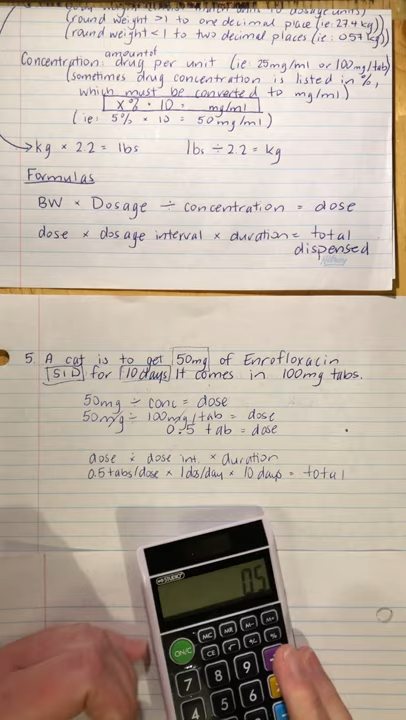 (round weight >1 to one decimal place (ie: 27.4 kg))
(round weight <1 to two decimal places (ie: 0.57 kg))
amount of
Concentration: drug per unit (ie: 25mg/ml or 100mg/tab)
(sometimes drug concentration is listed in %,
which must be converted to mg/ml)
X% · 10 = mg/ml
(ie: 5% × 10 = 50mg/ml)
kg × 2.2 = lbs lbs ÷ 2.2 = kg
Formulas
BW × Dosage ÷ concentration = dose
dose × dosage interval × duration = total
dispensed
5. A cat is to get 50mg of Enrofloxacin
SID for 10 days. It comes in 100mg tabs.
50mg ÷ conc = dose
50mg ÷ 100mg/tab = dose
0.5 tab = dose
dose × dose int. × duration
0.5 tabs/dose × 1 dos/day × 10 days = total
STUDIO
0.5
ON/C MC MR M- M+
CE √ %
7 8 9
4 5 6